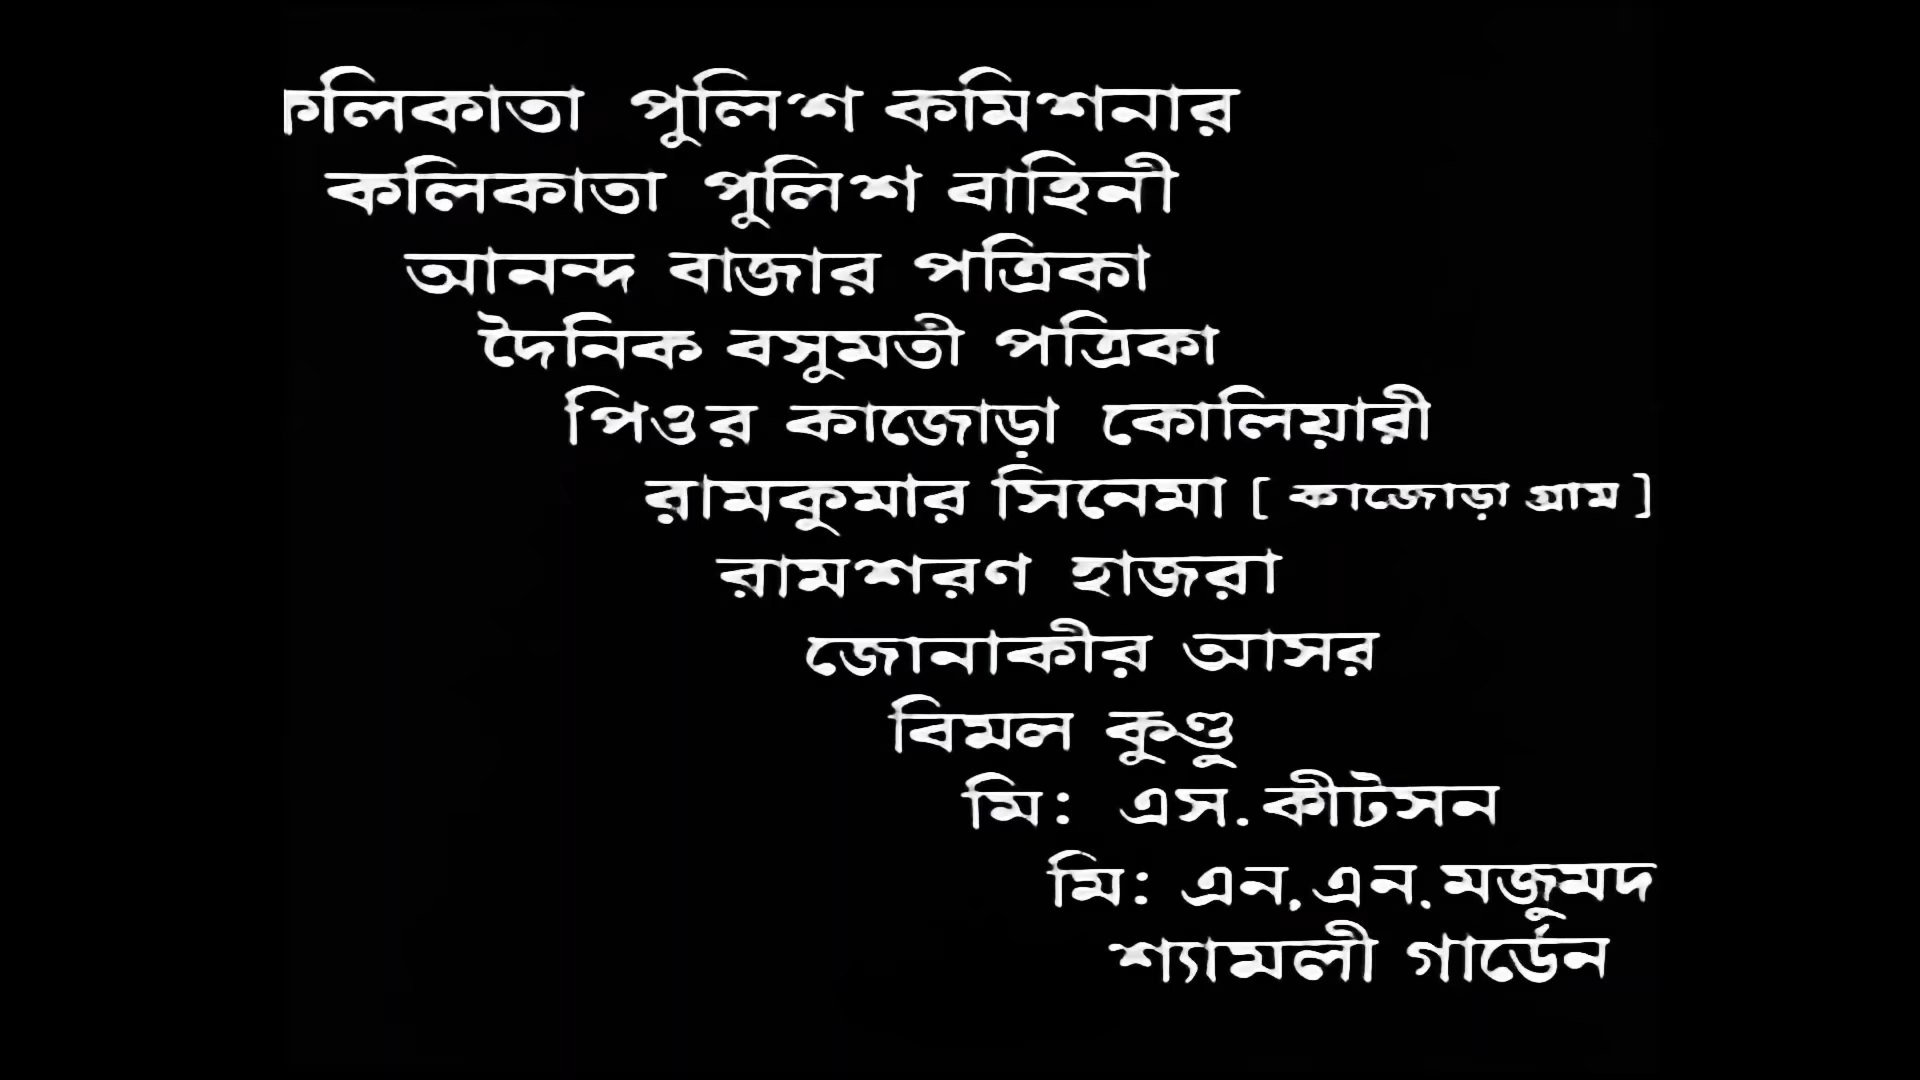 কলিকাতা পুলিশ কমিশনার
কলিকাতা পুলিশ বাহিনী
আনন্দ বাজার পত্রিকা
দৈনিক বসুমতী পত্রিকা
পিওর কাজোড়া কোলিয়ারী
রামকুমার সিনেমা [ কাজোড়া গ্রাম ]
রামশরণ হাজরা
জোনাকীর আসর
বিমল কুণ্ডু
মি: এস. কীটসন
মি: এন. এন. মজুমদ
শ্যামলী গার্ডেন